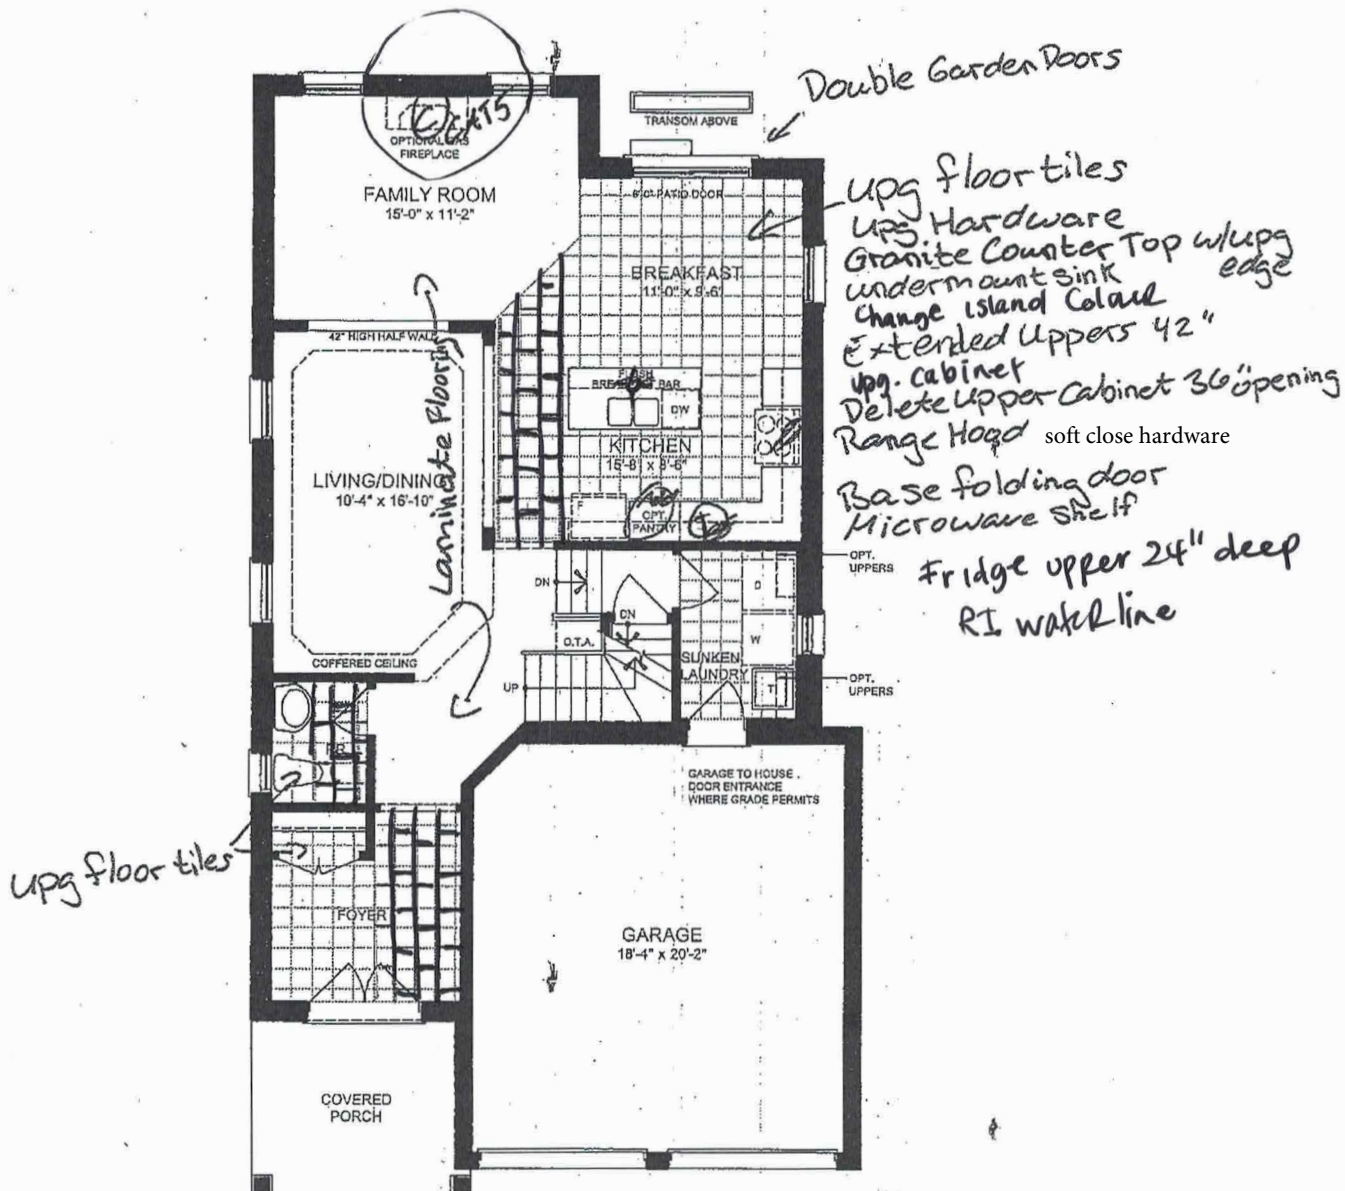 Double Garden Doors
TRANSOM ABOVE
C CAT5
OPTIONAL GAS
FIREPLACE
FAMILY ROOM
15'-0" x 11'-2"
6'0" PATIO DOOR
upg floor tiles
upg Hardware
Granite Counter Top w/upg
edge
undermount sink
Change island Colour
Extended Uppers 42"
upg. cabinet
Delete Upper Cabinet 36" opening
Range Hood soft close hardware
Base folding door
Microwave shelf
Fridge upper 24" deep
RI water line
BREAKFAST
11'-0" x 9'-6"
42" HIGH HALF WALL
Laminate Flooring
FLUSH
BREAKFAST BAR
DW
KITCHEN
15'-8" x 8'-6"
LIVING/DINING
10'-4" x 16'-10"
F
OPT.
PANTRY
OPT.
UPPERS
DN
D
DN
W
O.T.A.
SUNKEN
LAUNDRY
COFFERED CEILING
UP
T
OPT.
UPPERS
P.R.
GARAGE TO HOUSE
DOOR ENTRANCE
WHERE GRADE PERMITS
upg floor tiles
FOYER
GARAGE
18'-4" x 20'-2"
COVERED
PORCH